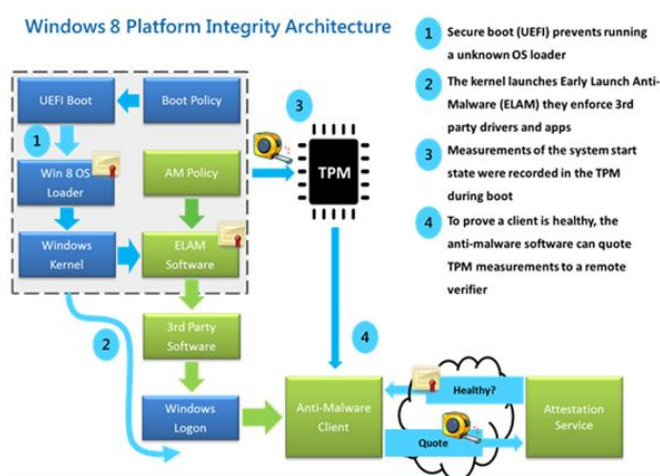 Windows 8 Platform Integrity Architecture
UEFI Boot
Boot Policy
1
Win 8 OS
Loader
AM Policy
Windows
Kernel
ELAM
Software
2
3rd Party
Software
Windows
Logon
3
TPM
4
Anti-Malware
Client
Healthy?
Quote
Attestation
Service
1
Secure boot (UEFI) prevents running
a unknown OS loader
2
The kernel launches Early Launch Anti-
Malware (ELAM) they enforce 3rd
party drivers and apps
3
Measurements of the system start
state were recorded in the TPM
during boot
4
To prove a client is healthy, the
anti-malware software can quote
TPM measurements to a remote
verifier